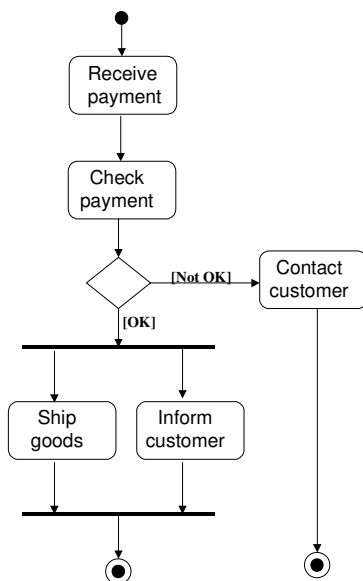 Receive
payment
Check
payment
[Not OK]
Contact
customer
[OK]
Ship
goods
Inform
customer